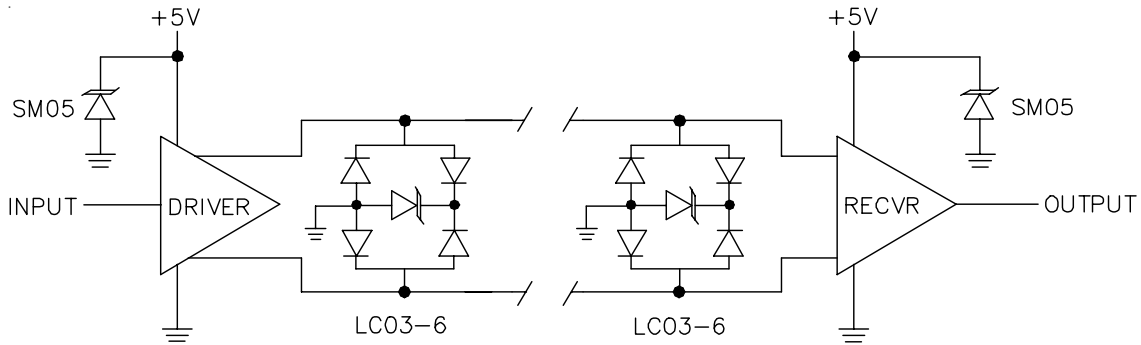 +5V
+5V
SM05
SM05
INPUT
DRIVER
RECVR
OUTPUT
LC03-6
LC03-6